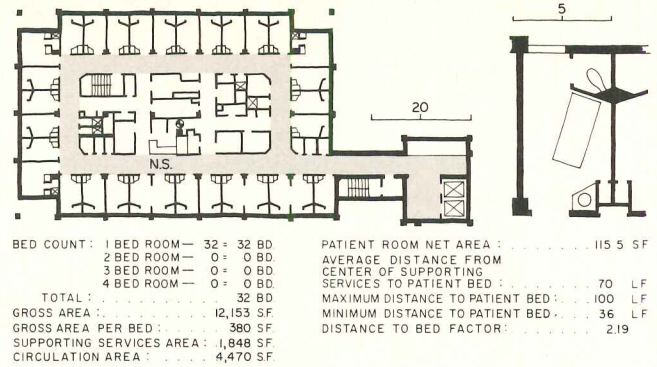 5
20
N.S.
BED COUNT: 1 BED ROOM — 32 = 32 BD.
2 BED ROOM — 0 = 0 BD.
3 BED ROOM — 0 = 0 BD.
4 BED ROOM — 0 = 0 BD.
TOTAL: . . . . . . . . . 32 BD.
GROSS AREA: . . . . . . . . 12,153 S.F.
GROSS AREA PER BED: . . . . 380 S.F.
SUPPORTING SERVICES AREA: 1,848 S.F.
CIRCULATION AREA: . . . . 4,470 S.F.
PATIENT ROOM NET AREA: . . . . . . . 115 5 SF
AVERAGE DISTANCE FROM
CENTER OF SUPPORTING
SERVICES TO PATIENT BED: . . . . . 70 LF
MAXIMUM DISTANCE TO PATIENT BED: . . 100 LF
MINIMUM DISTANCE TO PATIENT BED: . . 36 LF
DISTANCE TO BED FACTOR: . . . . . 2.19